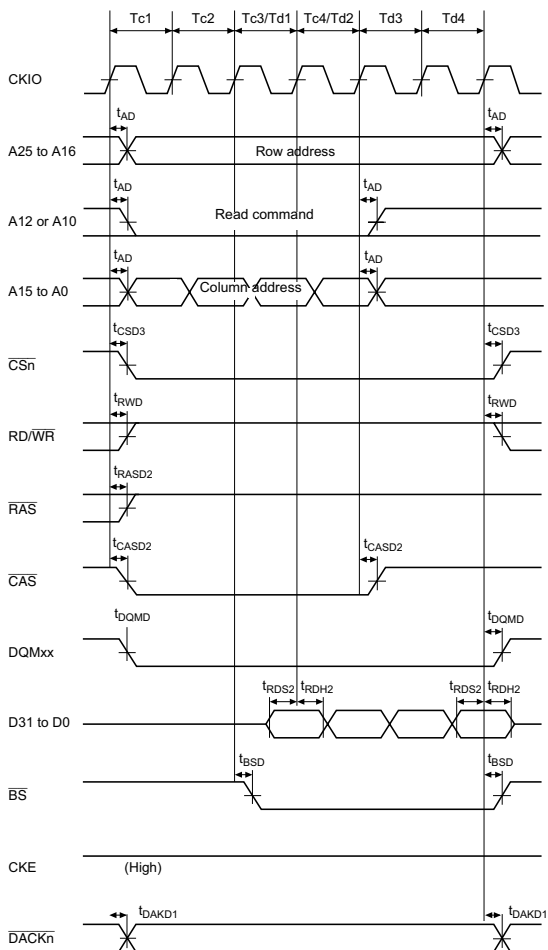 Tc1 Tc2 Tc3/Td1 Tc4/Td2 Td3 Td4
CKIO
tAD tAD
A25 to A16 Row address
tAD tAD
A12 or A10 Read command
tAD tAD
A15 to A0 Column address
tCSD3 tCSD3
CSn
tRWD tRWD
RD/WR
tRASD2
RAS
tCASD2 tCASD2
CAS
tDQMD tDQMD
DQMxx
tRDS2 tRDH2 tRDS2 tRDH2
D31 to D0
tBSD tBSD
BS
CKE (High)
tDAKD1 tDAKD1
DACKn